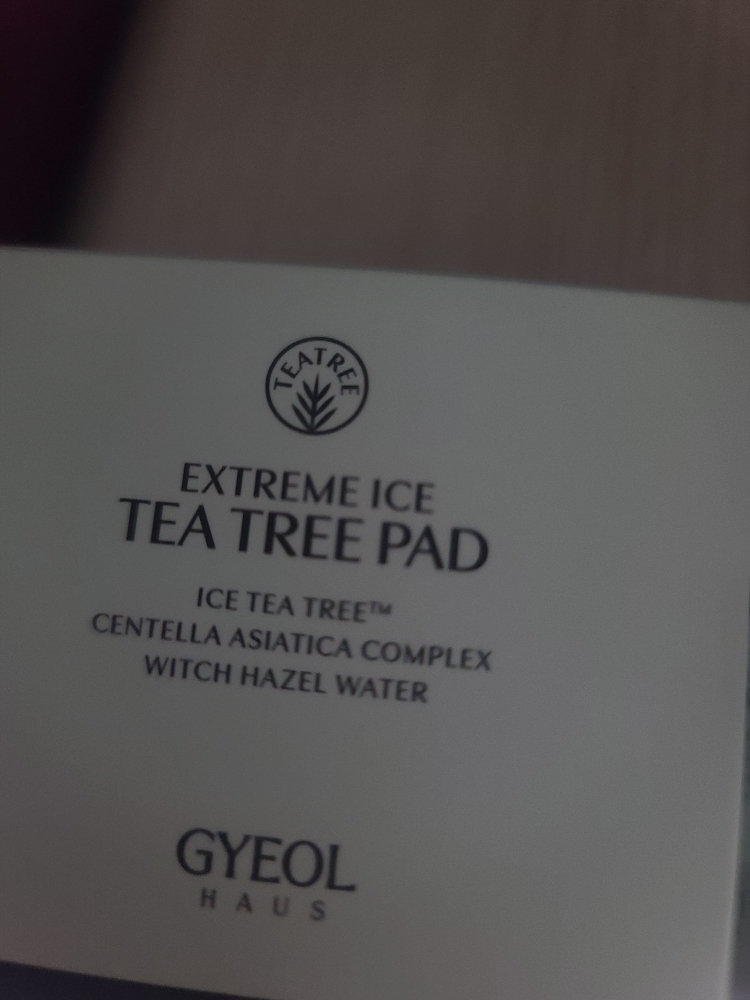 TEATREE
EXTREME ICE
TEA TREE PAD
ICE TEA TREE™
CENTELLA ASIATICA COMPLEX
WITCH HAZEL WATER
GYEOL
HAUS